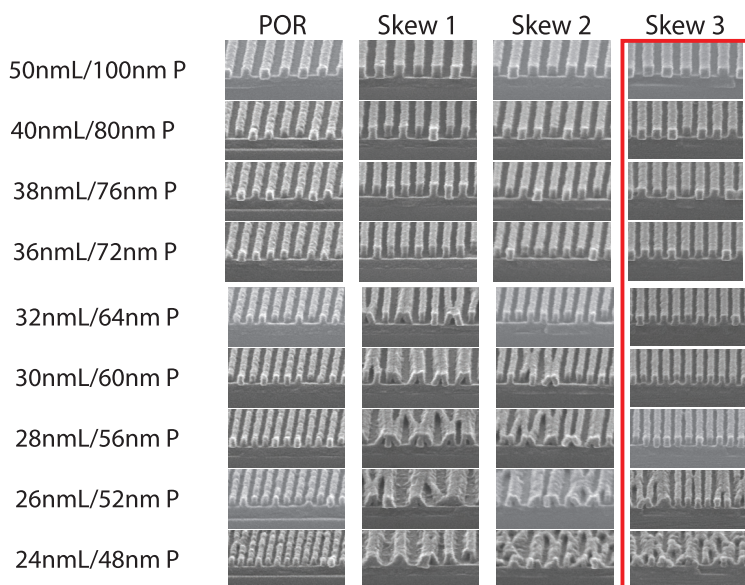 POR Skew 1 Skew 2 Skew 3
50nmL/100nm P
40nmL/80nm P
38nmL/76nm P
36nmL/72nm P
32nmL/64nm P
30nmL/60nm P
28nmL/56nm P
26nmL/52nm P
24nmL/48nm P